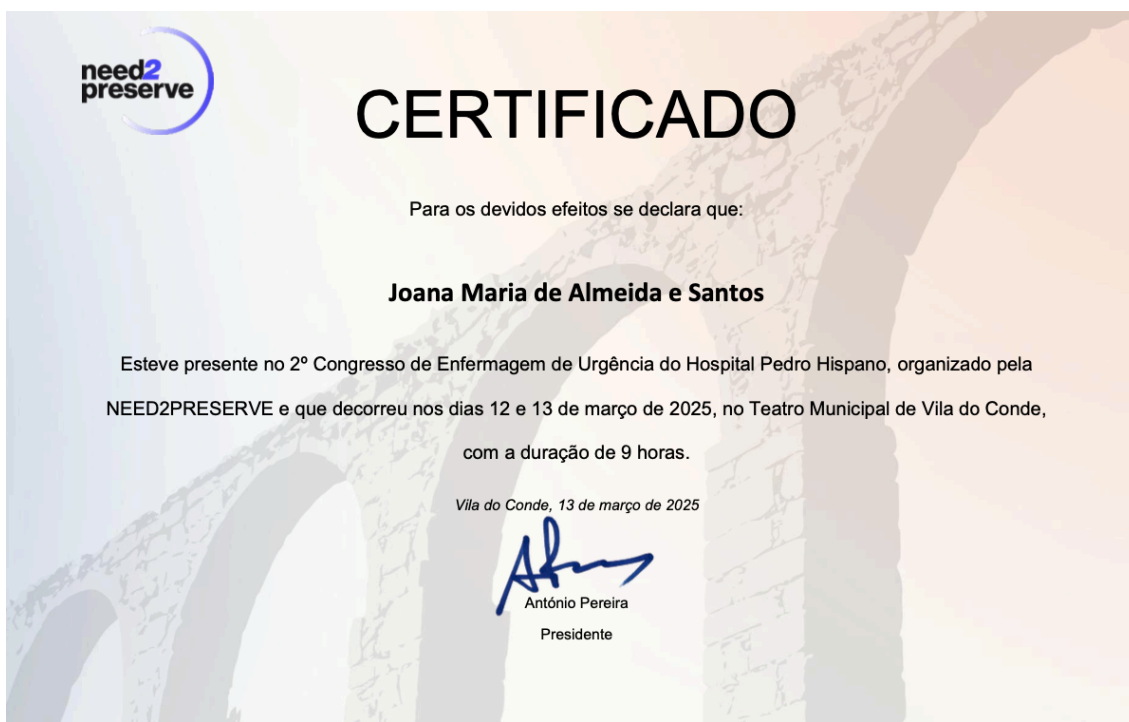 need2
preserve
CERTIFICADO
Para os devidos efeitos se declara que:
Joana Maria de Almeida e Santos
Esteve presente no 2º Congresso de Enfermagem de Urgência do Hospital Pedro Hispano, organizado pela
NEED2PRESERVE e que decorreu nos dias 12 e 13 de março de 2025, no Teatro Municipal de Vila do Conde,
com a duração de 9 horas.
Vila do Conde, 13 de março de 2025
António Pereira
Presidente